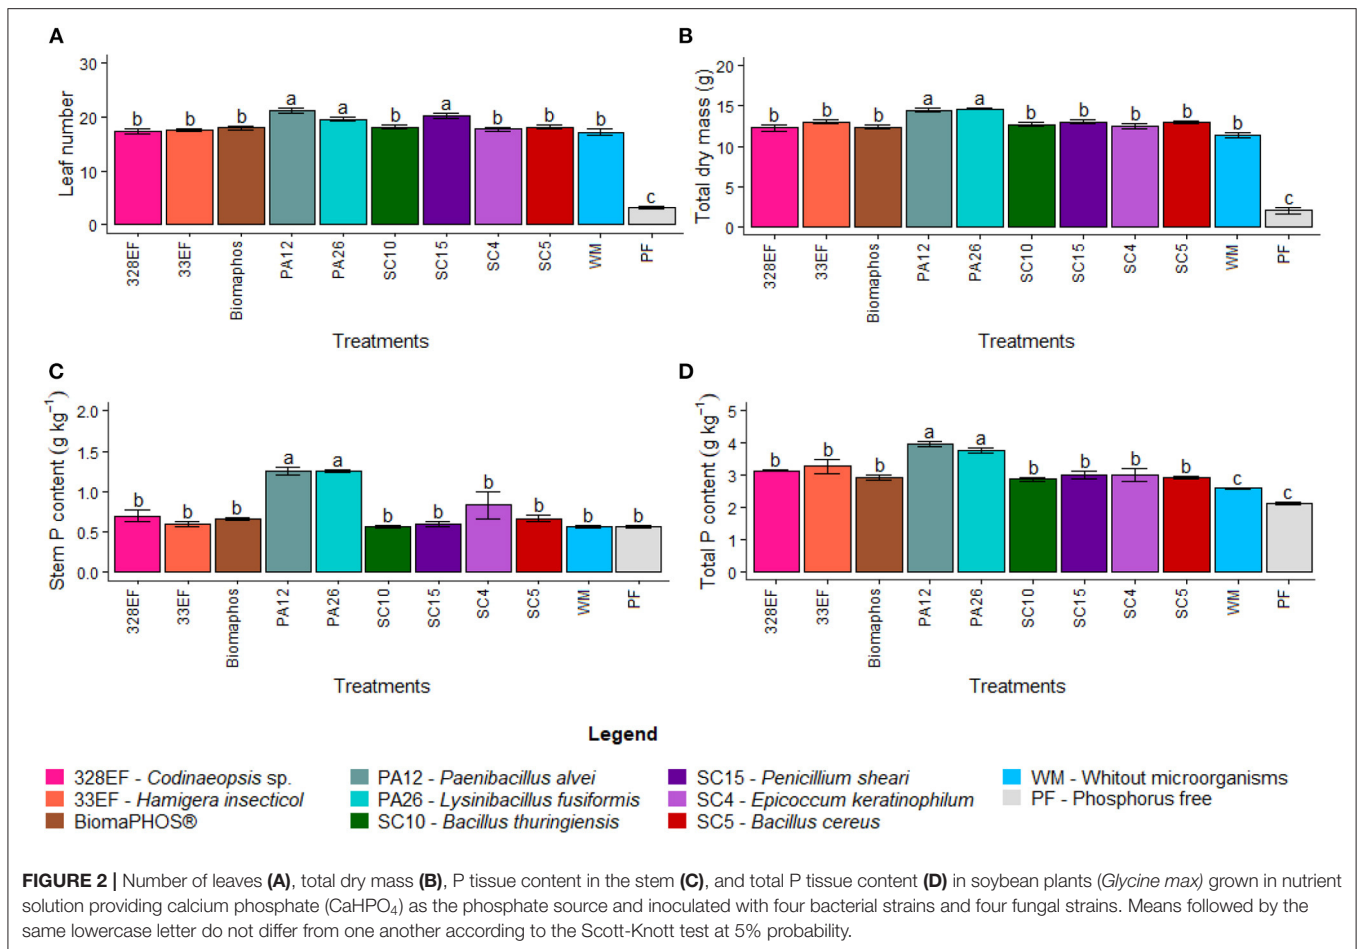 A
Leaf number
30
20
10
0
b b b a a b a b b b c
328EF 33EF Biomaphos PA12 PA26 SC10 SC15 SC4 SC5 WM PF
Treatments
B
Total dry mass (g)
20
15
10
5
0
b b b a a b b b b b c
328EF 33EF Biomaphos PA12 PA26 SC10 SC15 SC4 SC5 WM PF
Treatments
C
Stem P content (g kg⁻¹)
2.0
1.5
1.0
0.5
0.0
b b b a a b b b b b b
328EF 33EF Biomaphos PA12 PA26 SC10 SC15 SC4 SC5 WM PF
Treatments
D
Total P content (g kg⁻¹)
5
4
3
2
1
0
b b b a a b b b b c c
328EF 33EF Biomaphos PA12 PA26 SC10 SC15 SC4 SC5 WM PF
Treatments
Legend
328EF - Codinaeopsis sp.
33EF - Hamigera insecticol
BiomaPHOS®
PA12 - Paenibacillus alvei
PA26 - Lysinibacillus fusiformis
SC10 - Bacillus thuringiensis
SC15 - Penicillium sheari
SC4 - Epicoccum keratinophilum
SC5 - Bacillus cereus
WM - Whitout microorganisms
PF - Phosphorus free
FIGURE 2 | Number of leaves (A), total dry mass (B), P tissue content in the stem (C), and total P tissue content (D) in soybean plants (Glycine max) grown in nutrient
solution providing calcium phosphate (CaHPO₄) as the phosphate source and inoculated with four bacterial strains and four fungal strains. Means followed by the
same lowercase letter do not differ from one another according to the Scott-Knott test at 5% probability.